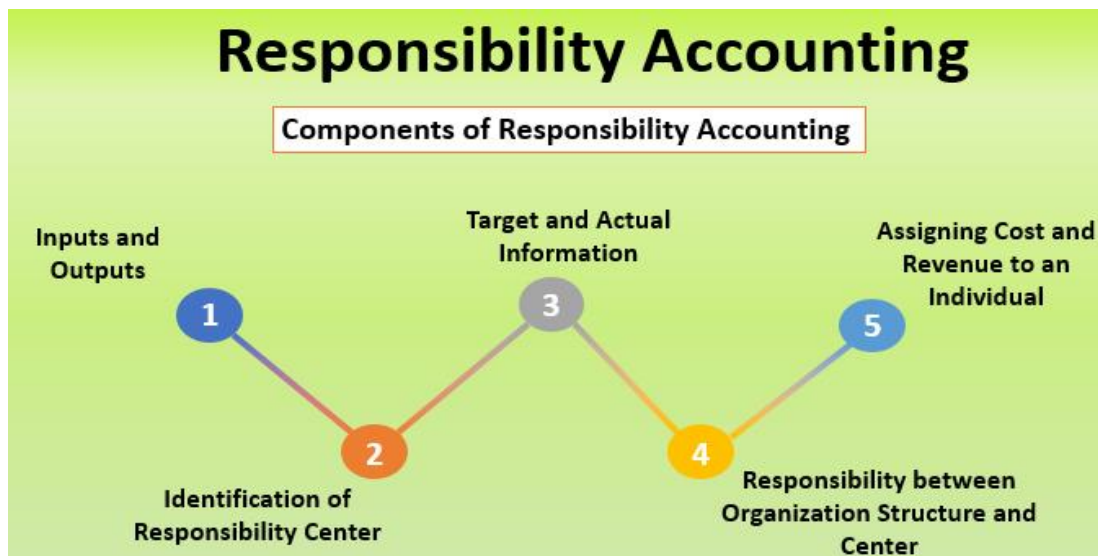 Responsibility Accounting
Components of Responsibility Accounting
Inputs and
Outputs
1
Identification of
Responsibility Center
2
Target and Actual
Information
3
Responsibility between
Organization Structure and
Center
4
Assigning Cost and
Revenue to an
Individual
5